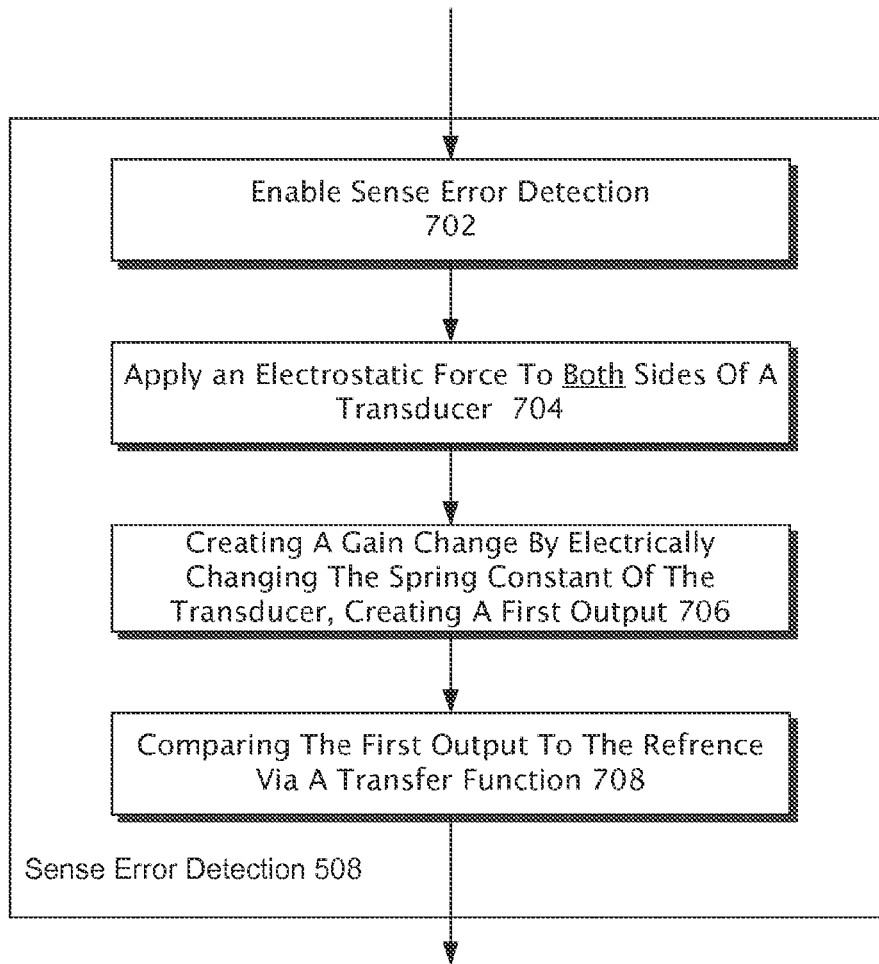 Enable Sense Error Detection
702
Apply an Electrostatic Force To Both Sides Of A
Transducer 704
Creating A Gain Change By Electrically
Changing The Spring Constant Of The
Transducer, Creating A First Output 706
Comparing The First Output To The Refrence
Via A Transfer Function 708
Sense Error Detection 508